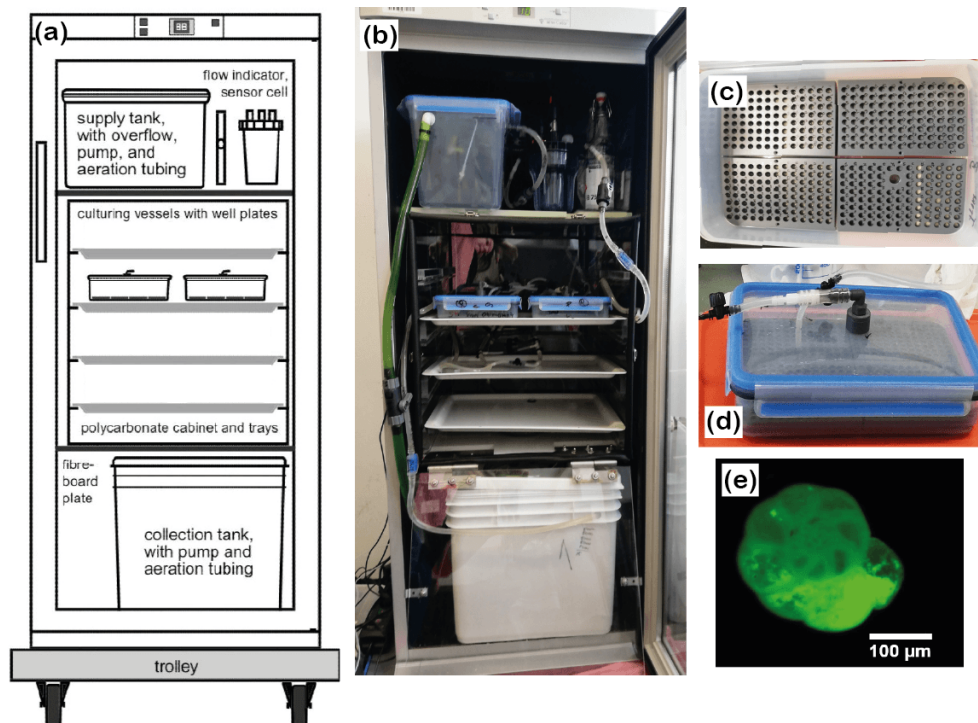 (a)
flow indicator,
sensor cell
supply tank,
with overflow,
pump, and
aeration tubing
culturing vessels with well plates
polycarbonate cabinet and trays
fibre-
board
plate
collection tank,
with pump and
aeration tubing
trolley
(b)
(c)
(d)
(e)
100 µm